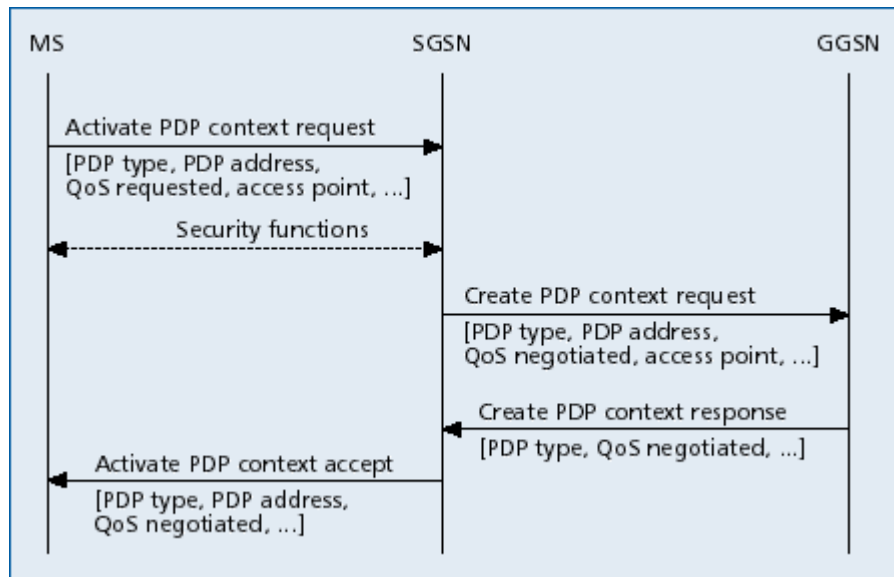 MS SGSN GGSN
Activate PDP context request
[PDP type, PDP address,
QoS requested, access point, ...]
Security functions
Create PDP context request
[PDP type, PDP address,
QoS negotiated, access point, ...]
Create PDP context response
[PDP type, QoS negotiated, ...]
Activate PDP context accept
[PDP type, PDP address,
QoS negotiated, ...]